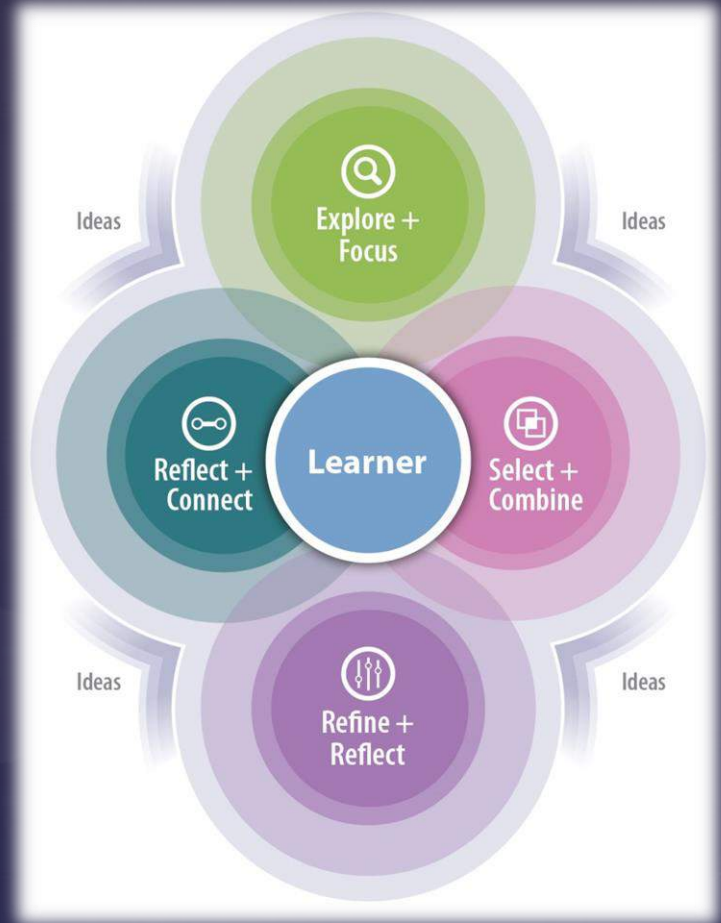 Explore +
Focus
Ideas
Ideas
Reflect +
Connect
Learner
Select +
Combine
Ideas
Ideas
Refine +
Reflect